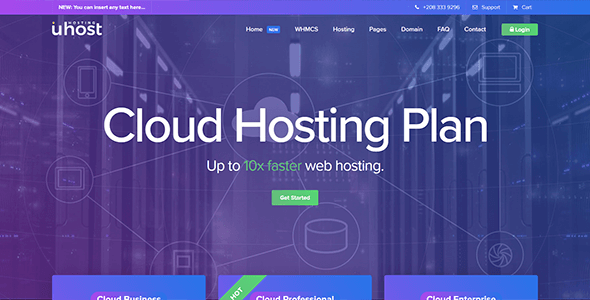 NEW: You can insert any text here...
+208 333 9296 Support Cart
HOSTING
uhost
Home NEW WHMCS Hosting Pages Domain FAQ Contact Login
Cloud Hosting Plan
Up to 10x faster web hosting.
Get Started
HOT
Cloud Business Cloud Professional Cloud Enterprise